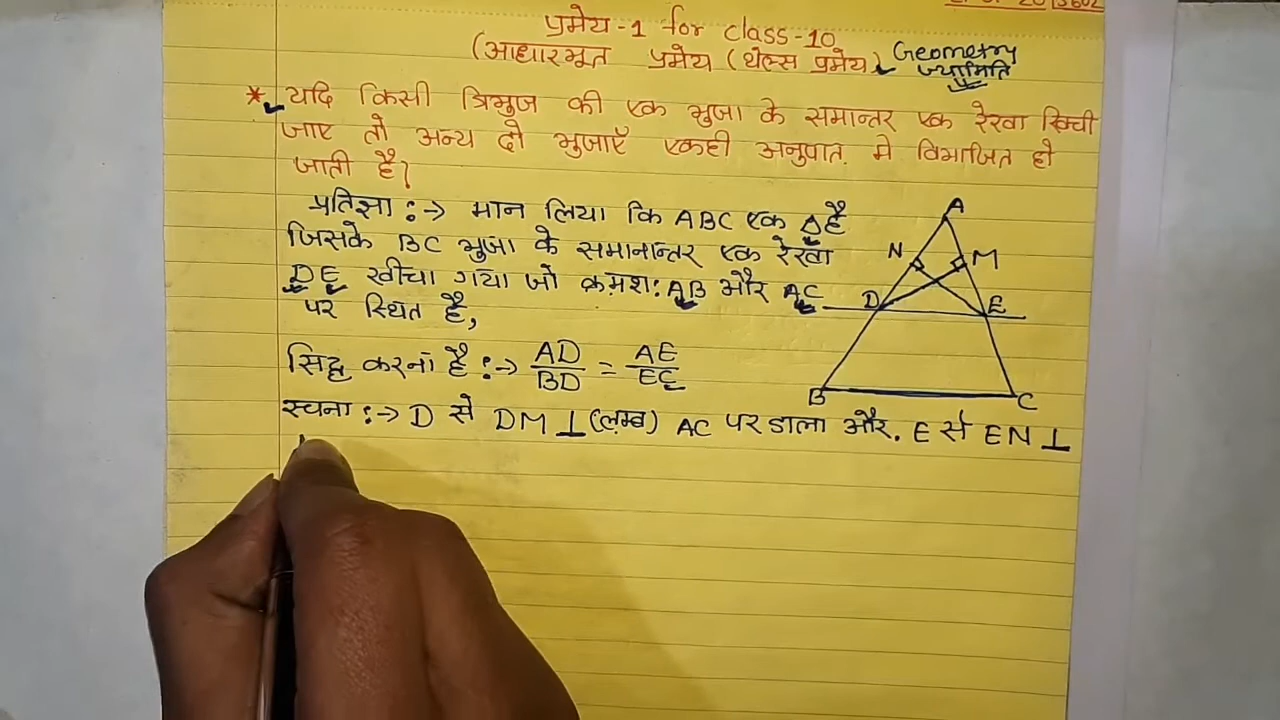 प्रमेय-1 for class-10
(आधारभूत प्रमेय (थेल्स प्रमेय) Geometry
ज्यामिति
* यदि किसी त्रिभुज की एक भुजा के समान्तर एक रेखा खिंची
जाए तो अन्य दो भुजाएँ एकही अनुपात में विभाजित हो
जाती है।
प्रतिज्ञा :→ मान लिया कि ABC एक Δ है
जिसके BC भुजा के समानान्तर एक रेखा
DE खींचा गया जो क्रमश: AB और AC
पर स्थित है,
सिद्ध करना है :→ AD/BD = AE/EC
रचना :→ D से DM ⊥ (लम्ब) AC पर डाला और. E से EN ⊥
A
N M
D E
B C